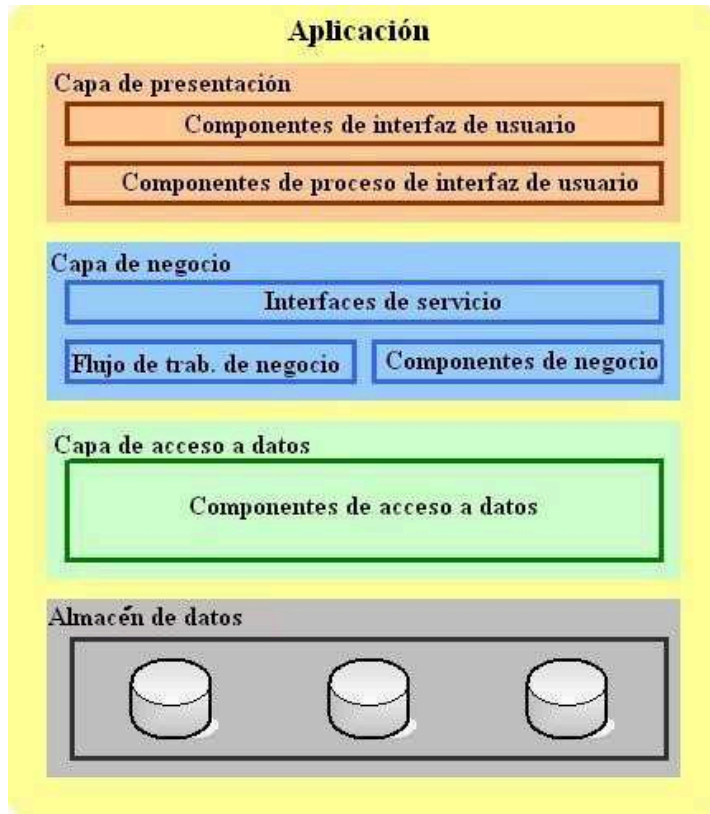 Aplicación
Capa de presentación
Componentes de interfaz de usuario
Componentes de proceso de interfaz de usuario
Capa de negocio
Interfaces de servicio
Flujo de trab. de negocio
Componentes de negocio
Capa de acceso a datos
Componentes de acceso a datos
Almacén de datos